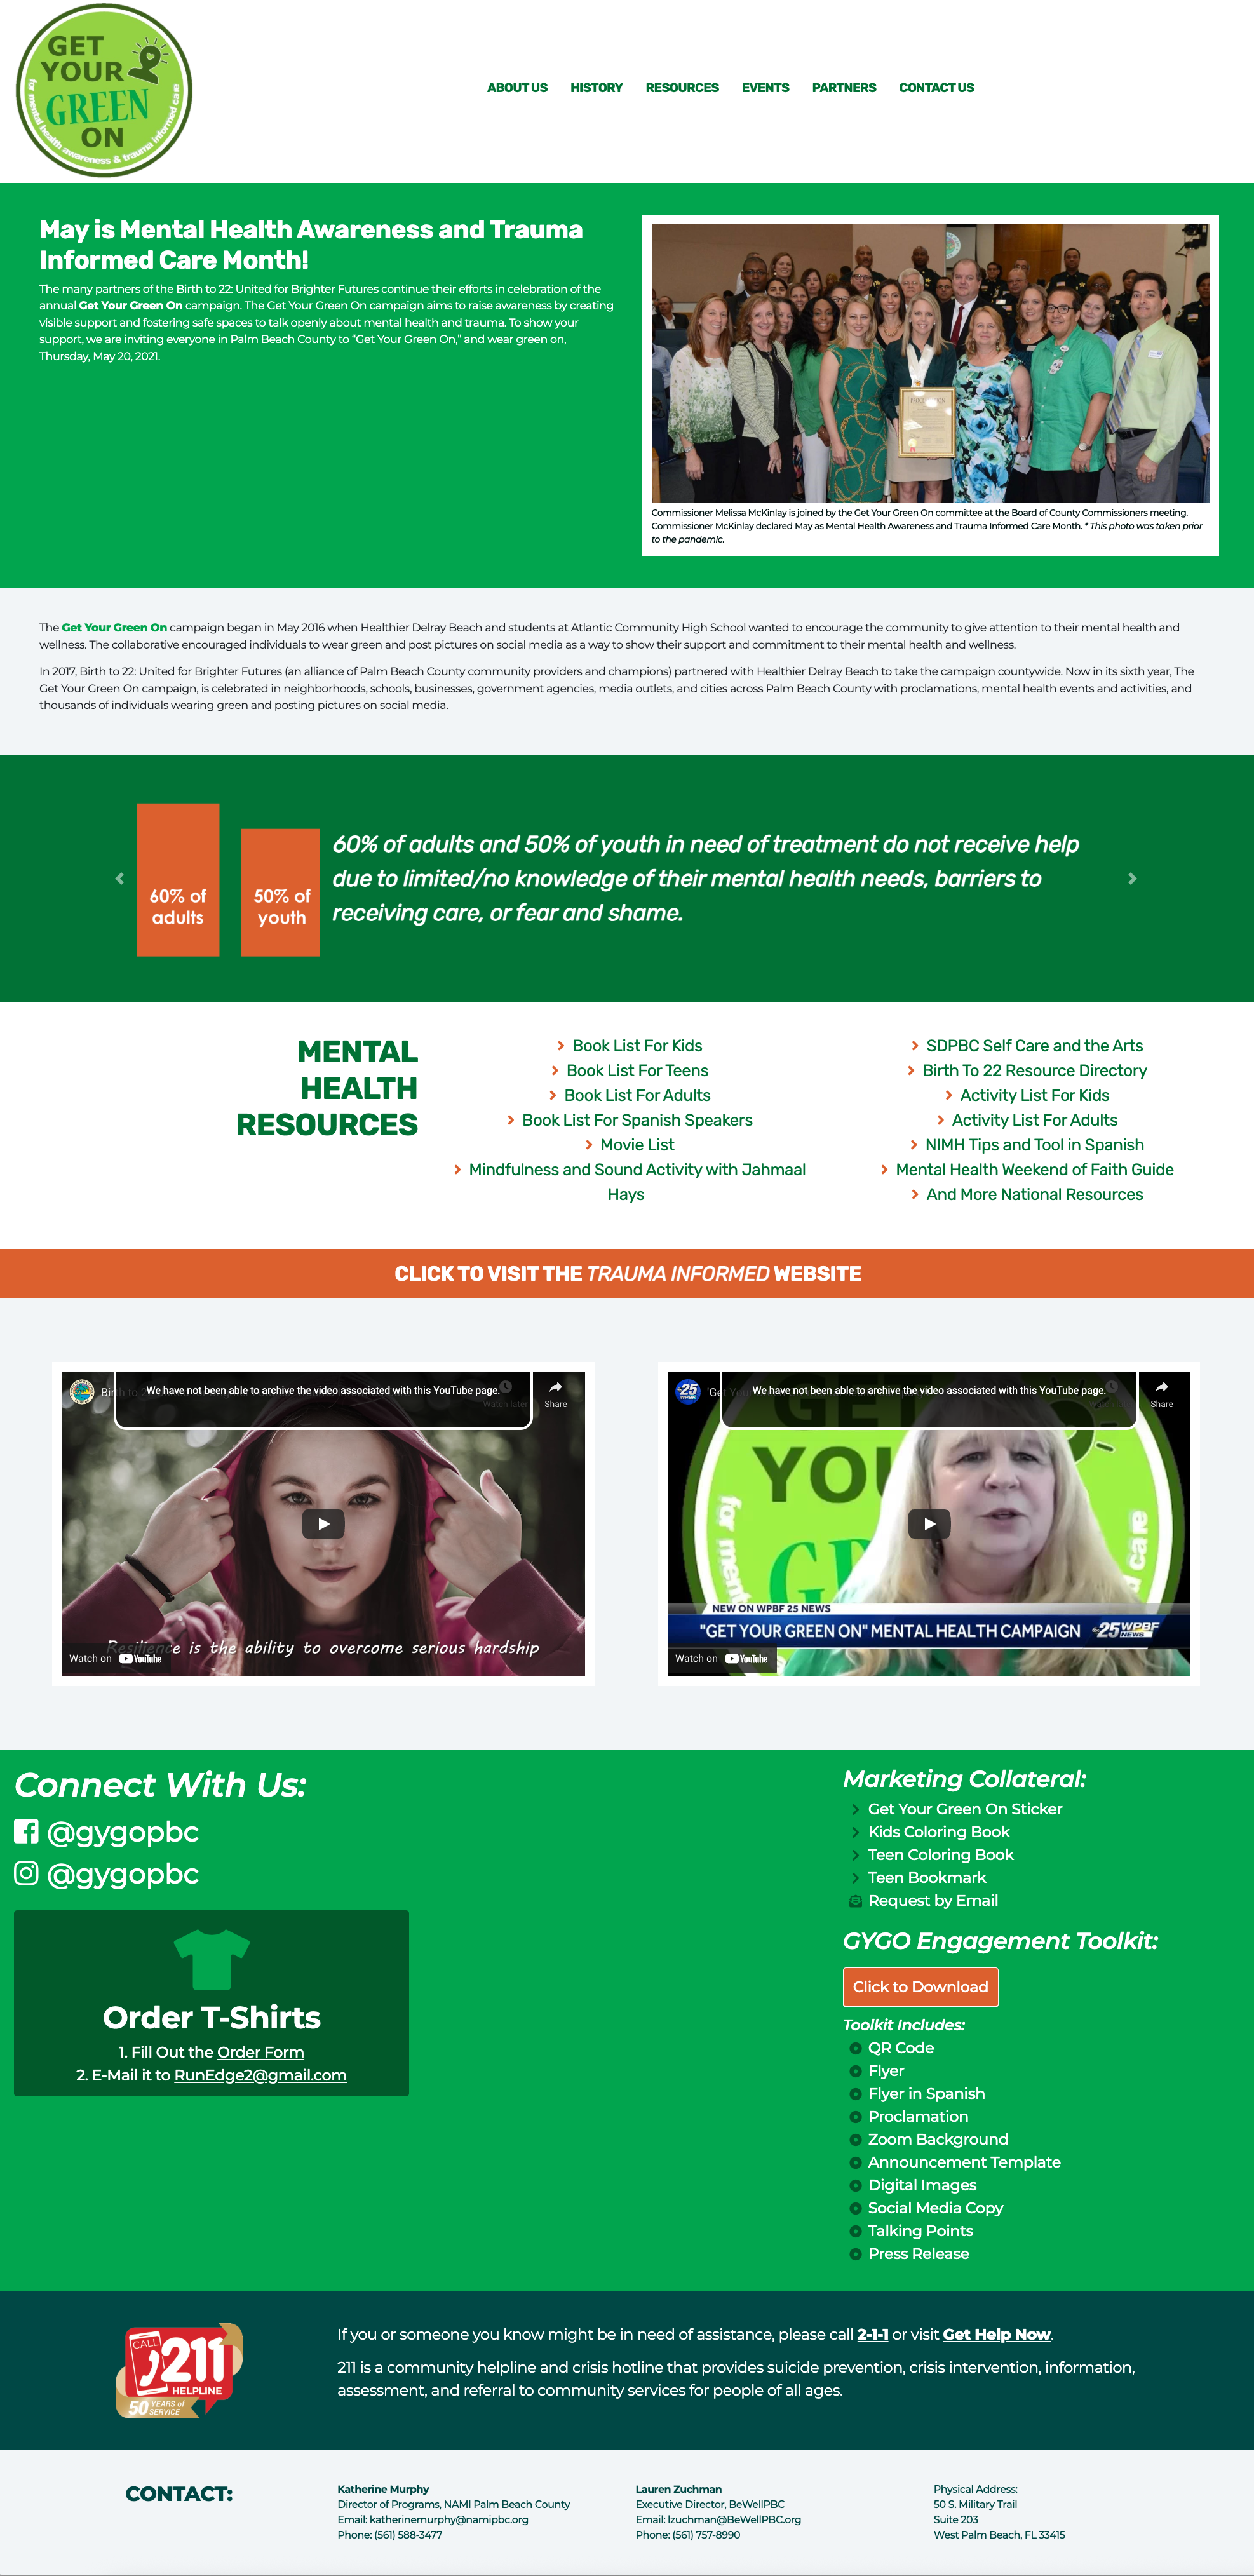 GET
YOUR
GREEN
ON
for mental health awareness & trauma informed care
ABOUT US
HISTORY
RESOURCES
EVENTS
PARTNERS
CONTACT US
May is Mental Health Awareness and Trauma
Informed Care Month!
The many partners of the Birth to 22: United for Brighter Futures continue their efforts in celebration of the
annual Get Your Green On campaign. The Get Your Green On campaign aims to raise awareness by creating
visible support and fostering safe spaces to talk openly about mental health and trauma. To show your
support, we are inviting everyone in Palm Beach County to “Get Your Green On,” and wear green on,
Thursday, May 20, 2021.
Commissioner Melissa McKinlay is joined by the Get Your Green On committee at the Board of County Commissioners meeting.
Commissioner McKinlay declared May as Mental Health Awareness and Trauma Informed Care Month. * This photo was taken prior
to the pandemic.
The Get Your Green On campaign began in May 2016 when Healthier Delray Beach and students at Atlantic Community High School wanted to encourage the community to give attention to their mental health and
wellness. The collaborative encouraged individuals to wear green and post pictures on social media as a way to show their support and commitment to their mental health and wellness.
In 2017, Birth to 22: United for Brighter Futures (an alliance of Palm Beach County community providers and champions) partnered with Healthier Delray Beach to take the campaign countywide. Now in its sixth year, The
Get Your Green On campaign, is celebrated in neighborhoods, schools, businesses, government agencies, media outlets, and cities across Palm Beach County with proclamations, mental health events and activities, and
thousands of individuals wearing green and posting pictures on social media.
60% of
adults
50% of
youth
60% of adults and 50% of youth in need of treatment do not receive help
due to limited/no knowledge of their mental health needs, barriers to
receiving care, or fear and shame.
MENTAL
HEALTH
RESOURCES
Book List For Kids
Book List For Teens
Book List For Adults
Book List For Spanish Speakers
Movie List
Mindfulness and Sound Activity with Jahmaal
Hays
SDPBC Self Care and the Arts
Birth To 22 Resource Directory
Activity List For Kids
Activity List For Adults
NIMH Tips and Tool in Spanish
Mental Health Weekend of Faith Guide
And More National Resources
CLICK TO VISIT THE TRAUMA INFORMED WEBSITE
We have not been able to archive the video associated with this YouTube page.
Watch later
Share
Resilience is the ability to overcome serious hardship
Watch on YouTube
We have not been able to archive the video associated with this YouTube page.
Share
NEW ON WPBF 25 NEWS
"GET YOUR GREEN ON" MENTAL HEALTH CAMPAIGN
25 WPBF NEWS
Watch on YouTube
Connect With Us:
@gygopbc
@gygopbc
Order T-Shirts
1. Fill Out the Order Form
2. E-Mail it to RunEdge2@gmail.com
Marketing Collateral:
Get Your Green On Sticker
Kids Coloring Book
Teen Coloring Book
Teen Bookmark
Request by Email
GYGO Engagement Toolkit:
Click to Download
Toolkit Includes:
QR Code
Flyer
Flyer in Spanish
Proclamation
Zoom Background
Announcement Template
Digital Images
Social Media Copy
Talking Points
Press Release
CALL
211
HELPLINE
50 YEARS of
SERVICE
If you or someone you know might be in need of assistance, please call 2-1-1 or visit Get Help Now.
211 is a community helpline and crisis hotline that provides suicide prevention, crisis intervention, information,
assessment, and referral to community services for people of all ages.
CONTACT:
Katherine Murphy
Director of Programs, NAMI Palm Beach County
Email: katherinemurphy@namipbc.org
Phone: (561) 588-3477
Lauren Zuchman
Executive Director, BeWellPBC
Email: lzuchman@BeWellPBC.org
Phone: (561) 757-8990
Physical Address:
50 S. Military Trail
Suite 203
West Palm Beach, FL 33415